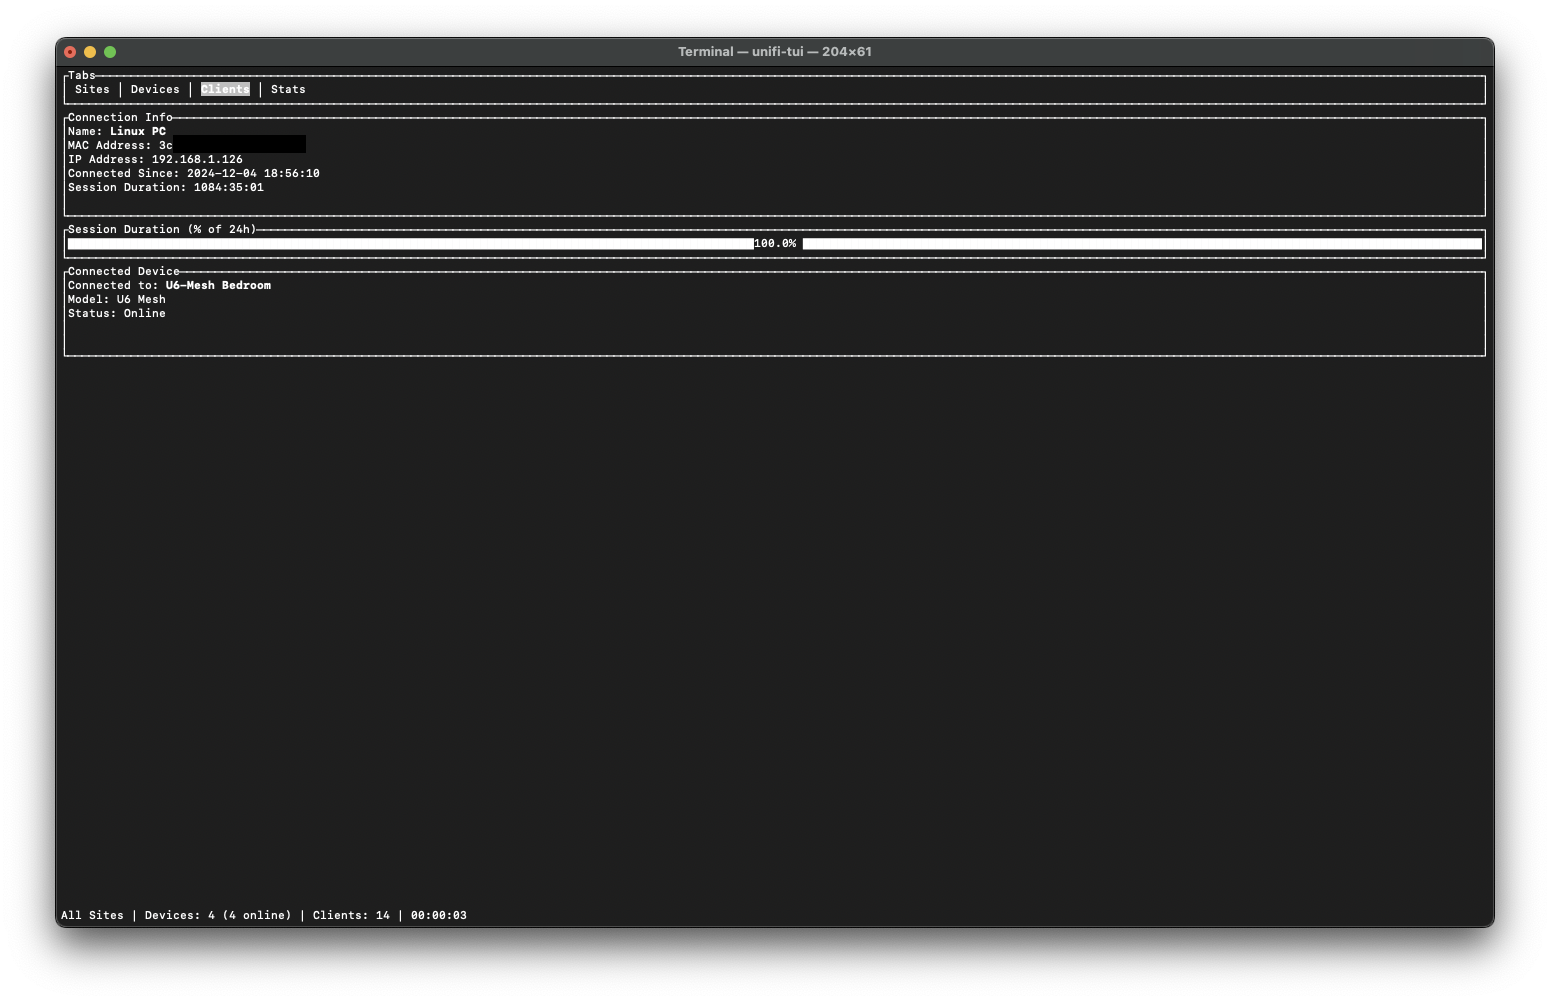 Terminal — unifi-tui — 204×61
Tabs
Sites | Devices | Clients | Stats
Connection Info
Name: Linux PC
MAC Address: 3c
IP Address: 192.168.1.126
Connected Since: 2024-12-04 18:56:10
Session Duration: 1084:35:01
Session Duration (% of 24h)
100.0%
Connected Device
Connected to: U6-Mesh Bedroom
Model: U6 Mesh
Status: Online
All Sites | Devices: 4 (4 online) | Clients: 14 | 00:00:03